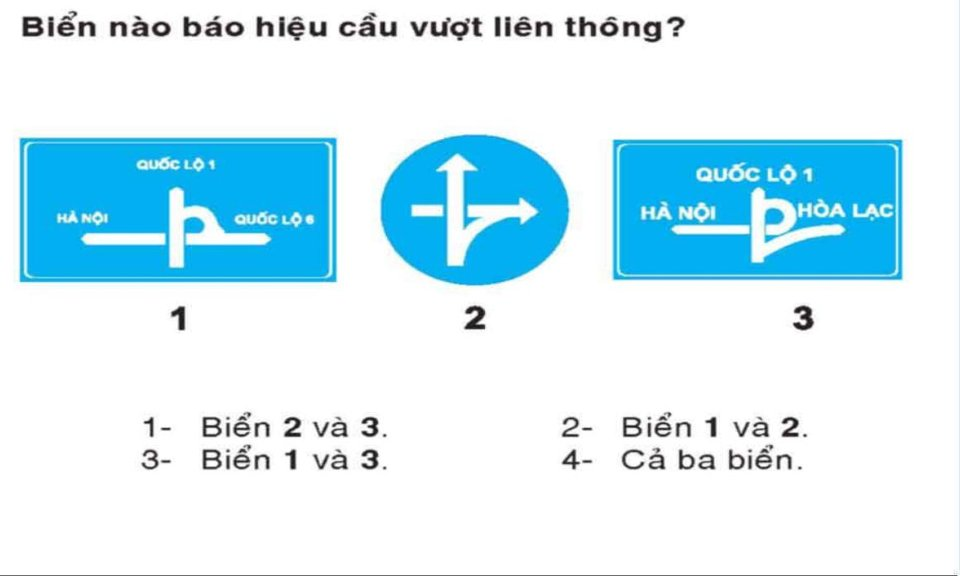 Biển nào báo hiệu cầu vượt liên thông?
QUỐC LỘ 1
HÀ NỘI
QUỐC LỘ 6
QUỐC LỘ 1
HÀ NỘI
HÒA LẠC
1
2
3
1- Biển 2 và 3.
2- Biển 1 và 2.
3- Biển 1 và 3.
4- Cả ba biển.